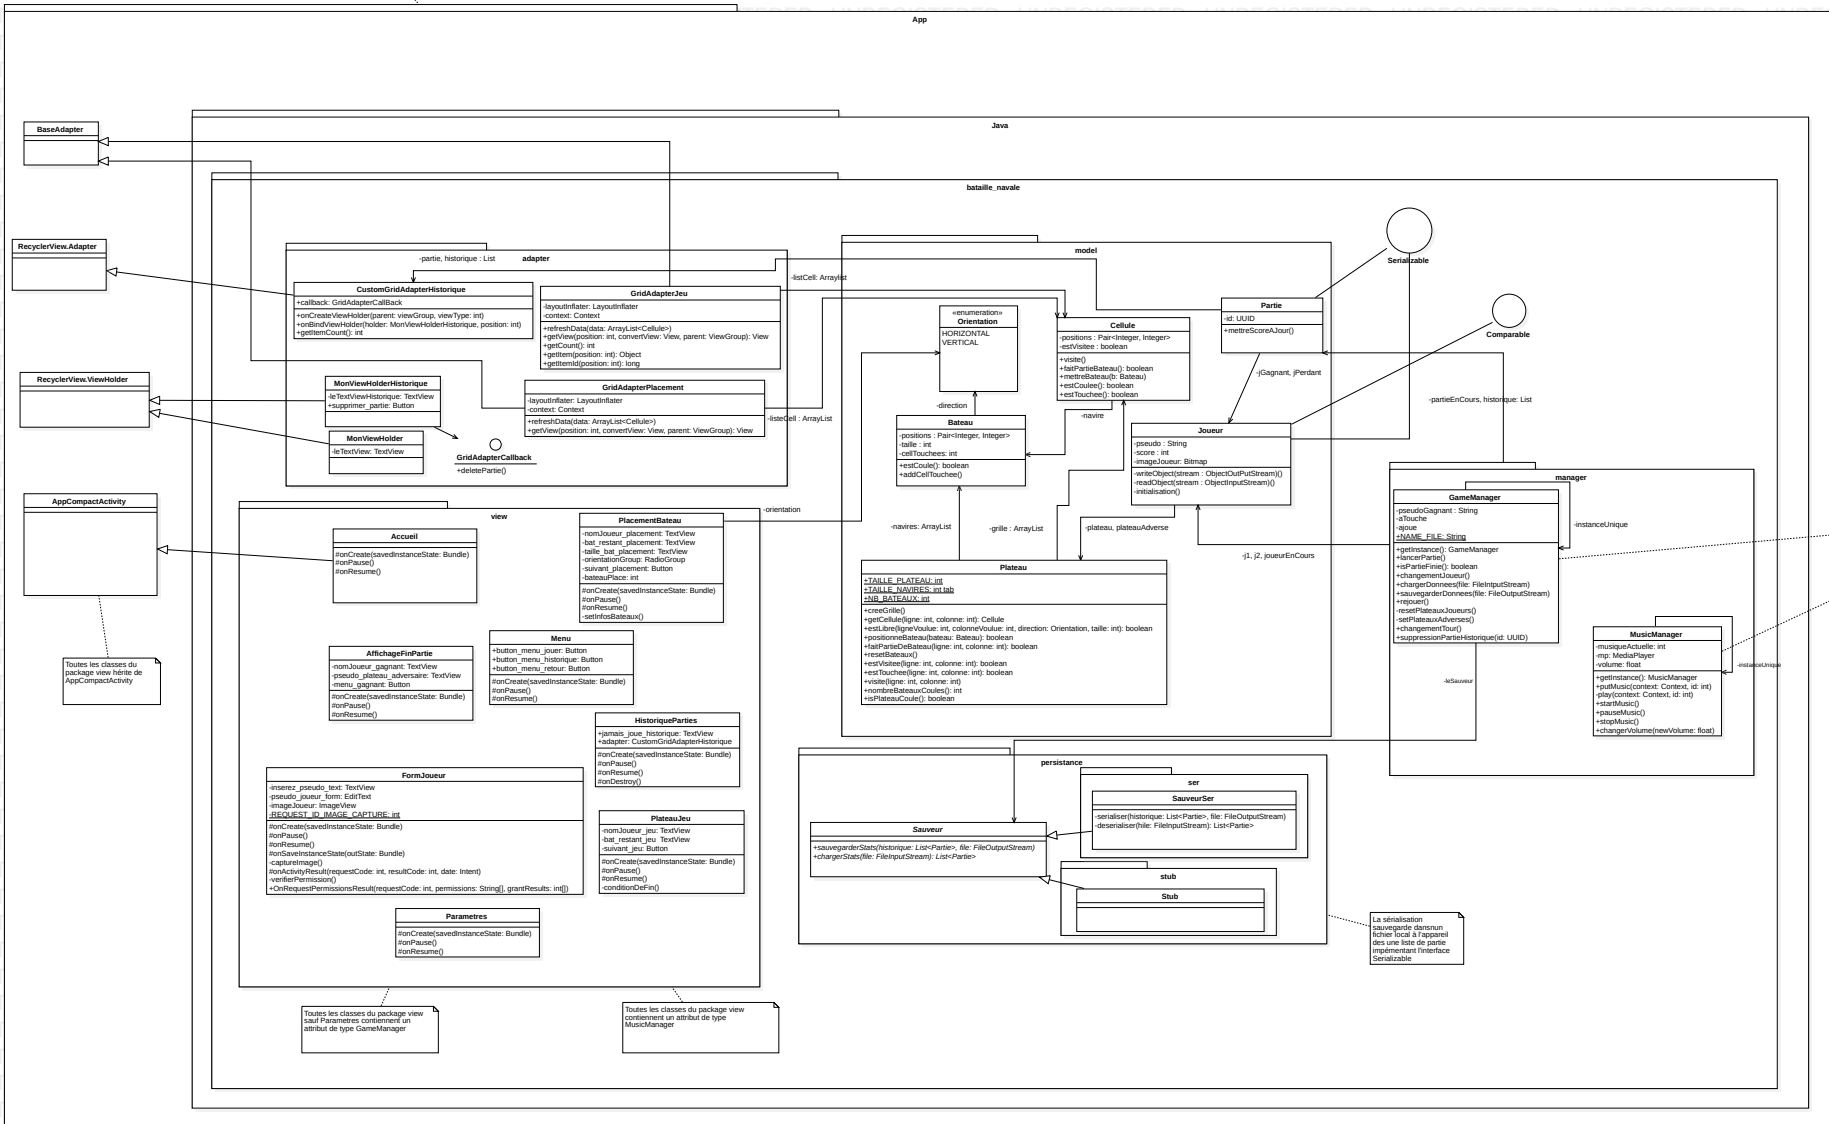 App
Java
bataille_navale
BaseAdapter
RecyclerView.Adapter
RecyclerView.ViewHolder
AppCompactActivity
Toutes les classes du
package view hérite de
AppCompactActivity
adapter
-partie, historique : List
CustomGridAdapterHistorique
+callback: GridAdapterCallBack
+onCreateViewHolder(parent: viewGroup, viewType: int)
+onBindViewHolder(holder: MonViewHolderHistorique, position: int)
+getItemCount(): int
GridAdapterJeu
-layoutInflater: LayoutInflater
-context: Context
+refreshData(data: ArrayList<Cellule>)
+getView(position: int, convertView: View, parent: ViewGroup): View
+getCount(): int
+getItem(position: int): Object
+getItemId(position: int): long
MonViewHolderHistorique
-leTextViewHistorique: TextView
+supprimer_partie: Button
MonViewHolder
-leTextView: TextView
GridAdapterCallback
+deletePartie()
GridAdapterPlacement
-layoutInflater: LayoutInflater
-context: Context
+refreshData(data: ArrayList<Cellule>)
+getView(position: int, convertView: View, parent: ViewGroup): View
-listCell: Arraylist
-listeCell : ArrayList
-orientation
view
Accueil
#onCreate(savedInstanceState: Bundle)
#onPause()
#onResume()
PlacementBateau
-nomJoueur_placement: TextView
-bat_restant_placement: TextView
-taille_bat_placement: TextView
-orientationGroup: RadioGroup
-suivant_placement: Button
-bateauPlace: int
#onCreate(savedInstanceState: Bundle)
#onPause()
#onResume()
-setInfosBateaux()
Menu
+button_menu_jouer: Button
+button_menu_historique: Button
+button_menu_retour: Button
#onCreate(savedInstanceState: Bundle)
#onPause()
#onResume()
AffichageFinPartie
-nomJoueur_gagnant: TextView
-pseudo_plateau_adversaire: TextView
-menu_gagnant: Button
#onCreate(savedInstanceState: Bundle)
#onPause()
#onResume()
HistoriqueParties
+jamais_joue_historique: TextView
+adapter: CustomGridAdapterHistorique
#onCreate(savedInstanceState: Bundle)
#onPause()
#onResume()
#onDestroy()
FormJoueur
-inserez_pseudo_text: TextView
-pseudo_joueur_form: EditText
-imageJoueur: ImageView
-REQUEST_ID_IMAGE_CAPTURE: int
#onCreate(savedInstanceState: Bundle)
#onPause()
#onResume()
#onSaveInstanceState(outState: Bundle)
-captureImage()
#onActivityResult(requestCode: int, resultCode: int, date: Intent)
-verifierPermission()
+OnRequestPermissionsResult(requestCode: int, permissions: String[], grantResults: int[])
PlateauJeu
-nomJoueur_jeu: TextView
-bat_restant_jeu TextView
-suivant_jeu: Button
#onCreate(savedInstanceState: Bundle)
#onPause()
#onResume()
-conditionDeFin()
Parametres
#onCreate(savedInstanceState: Bundle)
#onPause()
#onResume()
Toutes les classes du package view
sauf Parametres contiennent un
attribut de type GameManager
Toutes les classes du package view
contiennent un attribut de type
MusicManager
model
«enumeration»
Orientation
HORIZONTAL
VERTICAL
Cellule
-positions : Pair<Integer, Integer>
-estVisitee : boolean
+visite()
+faitPartieBateau(): boolean
+mettreBateau(b: Bateau)
+estCoulee(): boolean
+estTouchee(): boolean
Partie
-id: UUID
+mettreScoreAJour()
-jGagnant, jPerdant
-direction
-navire
Bateau
-positions : Pair<Integer, Integer>
-taille : int
-cellTouchees: int
+estCoule(): boolean
+addCellTouchee()
Joueur
-pseudo : String
-score : int
-imageJoueur: Bitmap
-writeObject(stream : ObjectOutPutStream)()
-readObject(stream : ObjectInputStream)()
-initialisation()
-navires: ArrayList
-grille : ArrayList
-plateau, plateauAdverse
Plateau
+TAILLE_PLATEAU: int
+TAILLE_NAVIRES: int tab
+NB_BATEAUX: int
+creeGrille()
+getCellule(ligne: int, colonne: int): Cellule
+estLibre(ligneVoulue: int, colonneVoulue: int, direction: Orientation, taille: int): boolean
+positionneBateau(bateau: Bateau): boolean
+faitPartieDeBateau(ligne: int, colonne: int): boolean
+resetBateaux()
+estVisitee(ligne: int, colonne: int): boolean
+estTouchee(ligne: int, colonne: int): boolean
+visite(ligne: int, colonne: int)
+nombreBateauxCoules(): int
+isPlateauCoule(): boolean
Serializable
Comparable
-partieEnCours, historique: List
-j1, j2, joueurEnCours
manager
GameManager
-pseudoGagnant : String
-aTouche
-ajoue
+NAME_FILE: String
+getInstance(): GameManager
+lancerPartie()
+isPartieFinie(): boolean
+changementJoueur()
+chargerDonnees(file: FileIntputStream)
+sauvegarderDonnees(file: FileOutputStream)
+rejouer()
-resetPlateauxJoueurs()
-setPlateauxAdverses()
+changementTour()
+suppressionPartieHistorique(id: UUID)
-instanceUnique
MusicManager
-musiqueActuelle: int
-mp: MediaPlayer
-volume: float
+getInstance(): MusicManager
+putMusic(context: Context, id: int)
-play(context: Context, id: int)
+startMusic()
+pauseMusic()
+stopMusic()
+changerVolume(newVolume: float)
-instanceUnique
-leSauveur
persistance
Sauveur
+sauvegarderStats(historique: List<Partie>, file: FileOutputStream)
+chargerStats(file: FileInputStream): List<Partie>
ser
SauveurSer
-serialiser(historique: List<Partie>, file: FileOutputStream)
-deserialiser(hile: FileInputStream): List<Partie>
stub
Stub
La sérialisation
sauvegarde dansnun
fichier local à l'appareil
des une liste de partie
impémentant l'interface
Serializable